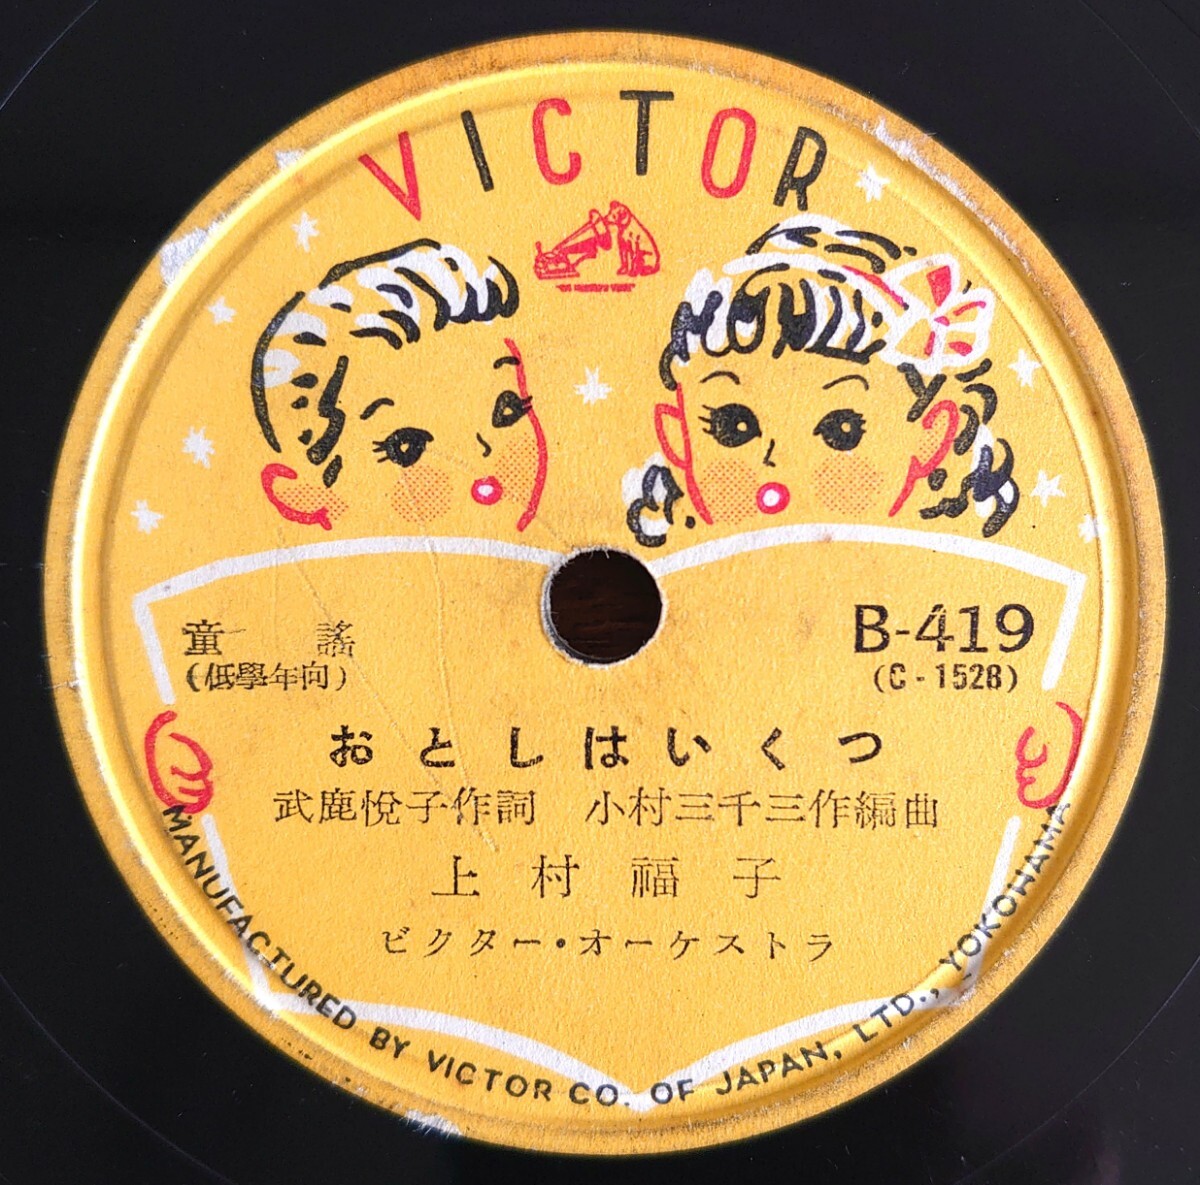 VICTOR
童謠
(低學年向)
B-419
(C-1528)
おとしはいくつ
武鹿悅子作詞 小村三千三作編曲
上村福子
ビクター・オーケストラ
MANUFACTURED BY VICTOR CO. OF JAPAN, LTD., YOKOHAMA